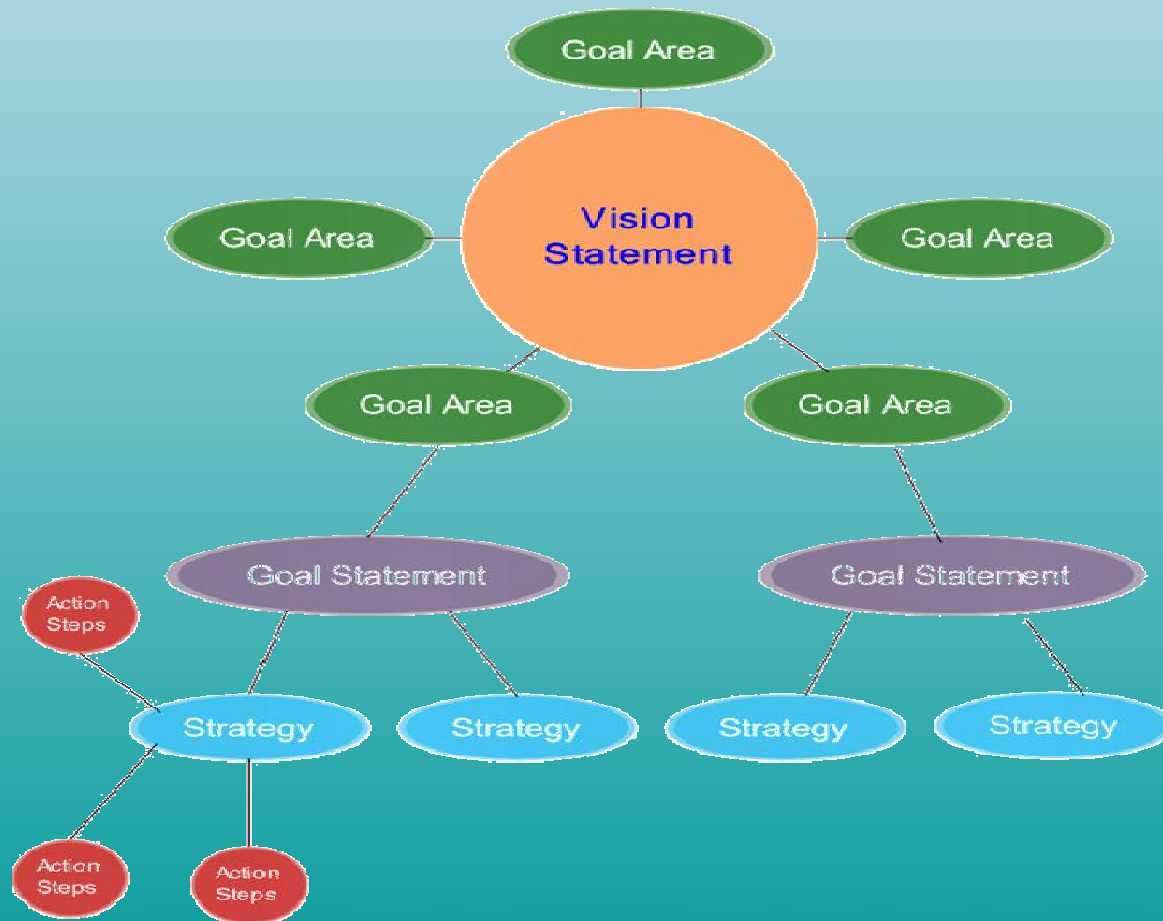 Goal Area
Vision
Statement
Goal Area
Goal Area
Goal Area
Goal Area
Goal Statement
Goal Statement
Action
Steps
Strategy
Strategy
Strategy
Strategy
Action
Steps
Action
Steps